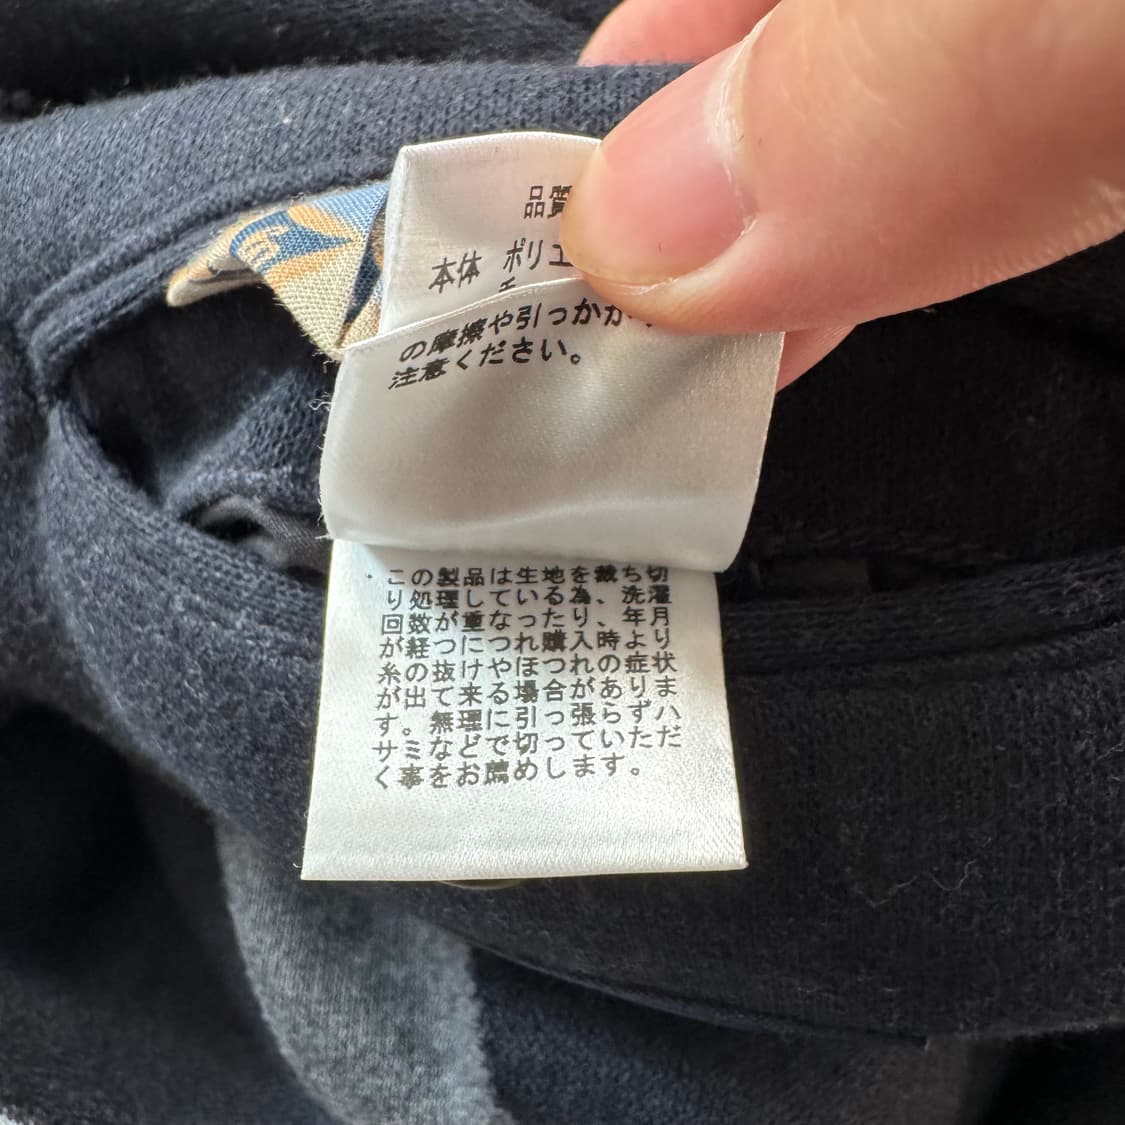 品質
本体 ポリエ
の摩擦や引っかか
注意ください。
この製品は生地を裁ち切
り処理している為、洗濯
回数が重なったり、年月
が経つにつれ購入時より
糸の抜けやほつれの症状
が出て来る場合がありま
す。無理に引っ張らずハ
サミなどで切っていただ
く事をお薦めします。